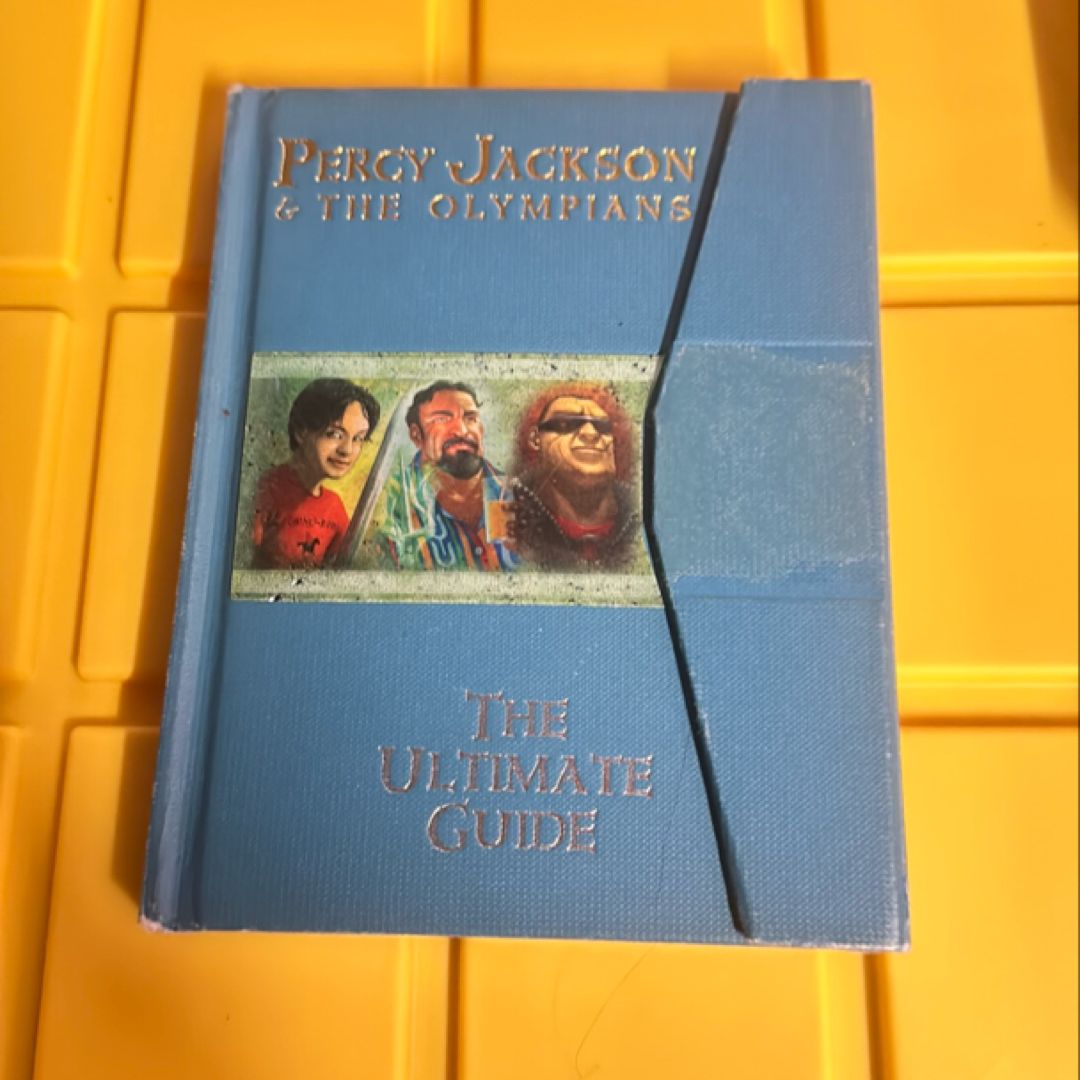 PERCY JACKSON
& THE OLYMPIANS
THE
ULTIMATE
GUIDE